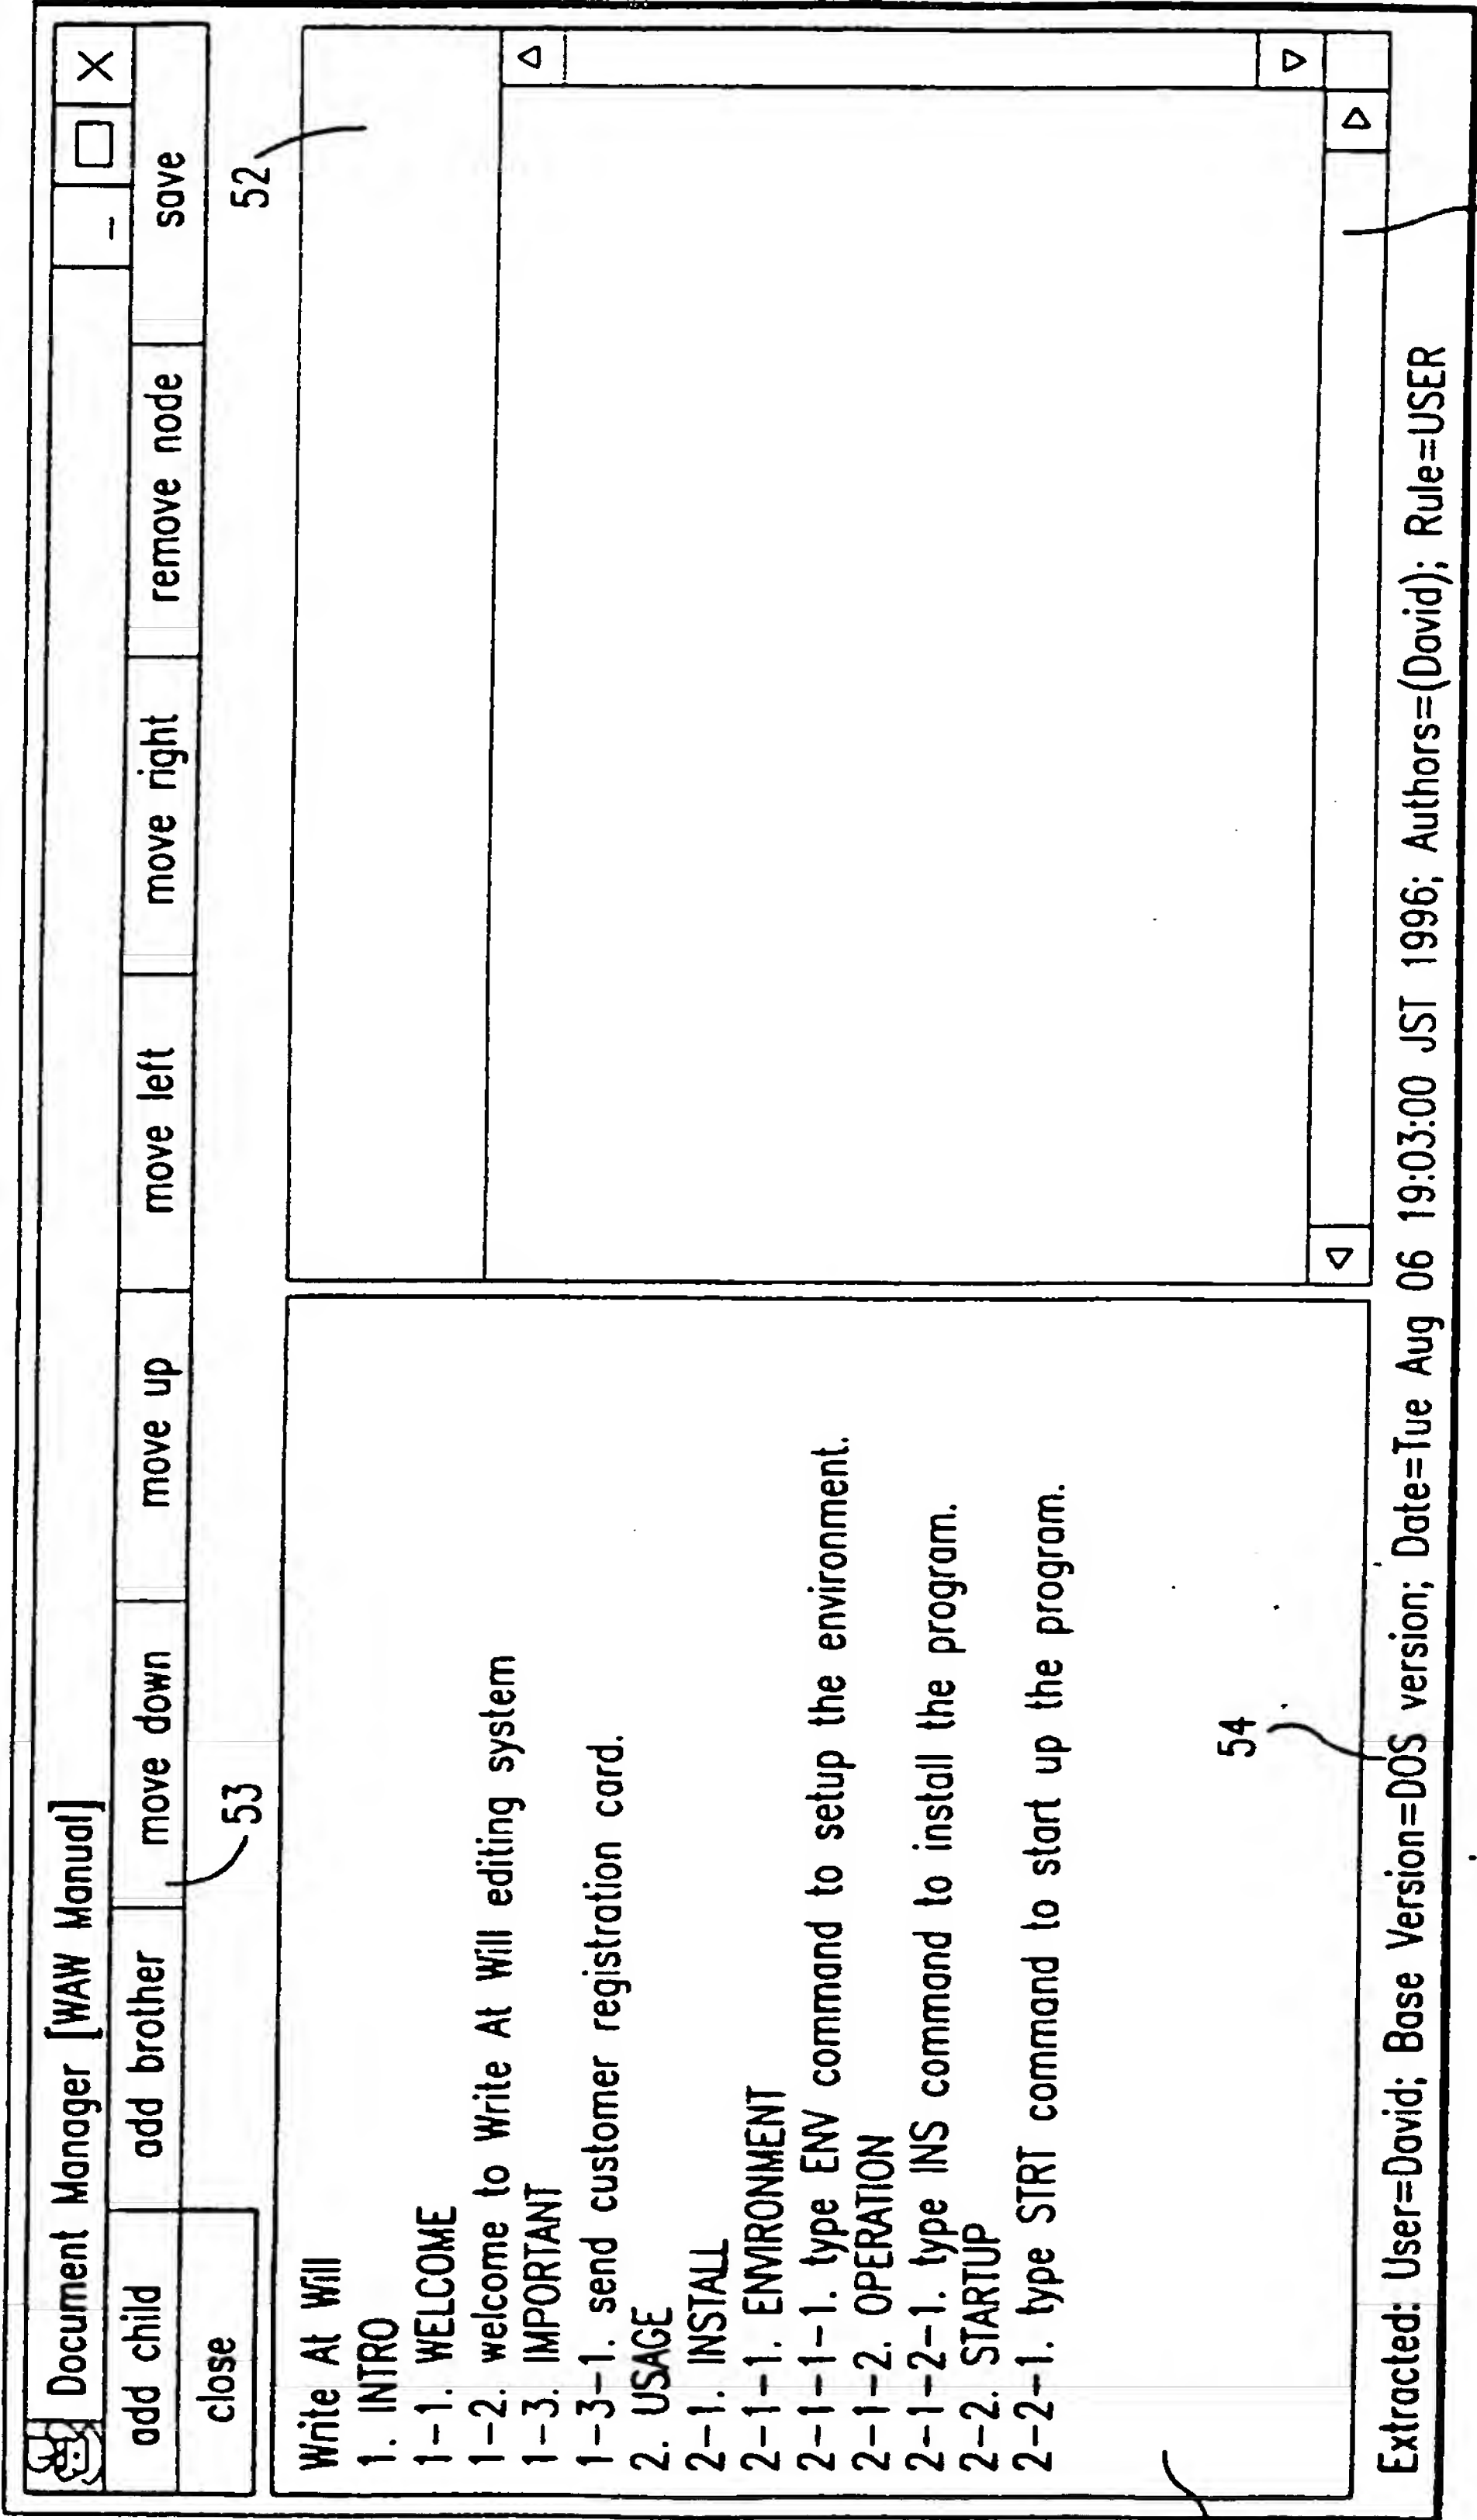 Document Manager [WAW Manual]
_ □ X
add child add brother move down move up move left move right remove node save
close
53
52
Write At Will
1. INTRO
1-1. WELCOME
1-2. welcome to Write At Will editing system
1-3. IMPORTANT
1-3-1. send customer registration card.
2. USAGE
2-1. INSTALL
2-1-1. ENVIRONMENT
2-1-1-1. type ENV command to setup the environment.
2-1-2. OPERATION
2-1-2-1. type INS command to install the program.
2-2. STARTUP
2-2-1. type STRT command to start up the program.
54
Extracted: User=David; Base Version=DOS version; Date=Tue Aug 06 19:03:00 JST 1996; Authors=(David); Rule=USER